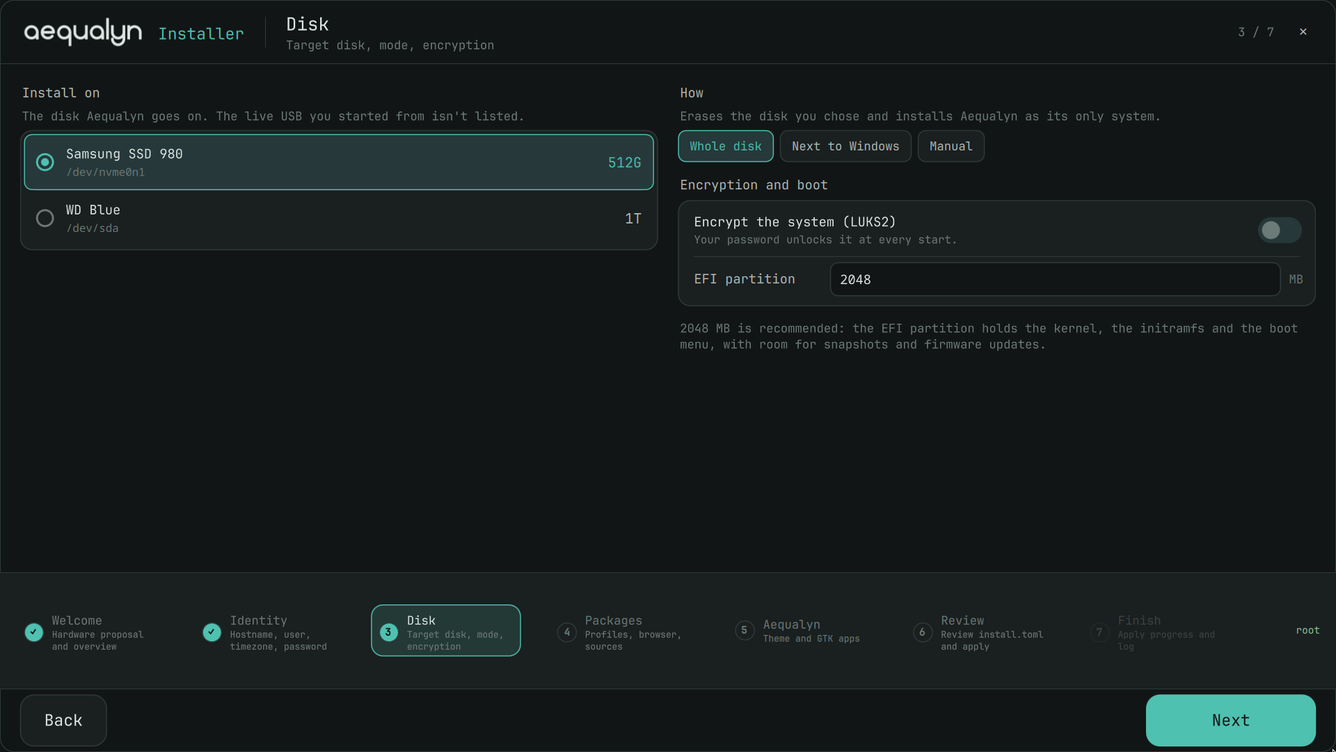 aequalyn Installer
Disk
Target disk, mode, encryption
3 / 7
×
Install on
The disk Aequalyn goes on. The live USB you started from isn't listed.
Samsung SSD 980
/dev/nvme0n1
512G
WD Blue
/dev/sda
1T
How
Erases the disk you chose and installs Aequalyn as its only system.
Whole disk
Next to Windows
Manual
Encryption and boot
Encrypt the system (LUKS2)
Your password unlocks it at every start.
EFI partition
2048
MB
2048 MB is recommended: the EFI partition holds the kernel, the initramfs and the boot
menu, with room for snapshots and firmware updates.
Welcome
Hardware proposal
and overview
Identity
Hostname, user,
timezone, password
3
Disk
Target disk, mode,
encryption
4
Packages
Profiles, browser,
sources
5
Aequalyn
Theme and GTK apps
6
Review
Review install.toml
and apply
7
Finish
Apply progress and
log
root
Back
Next